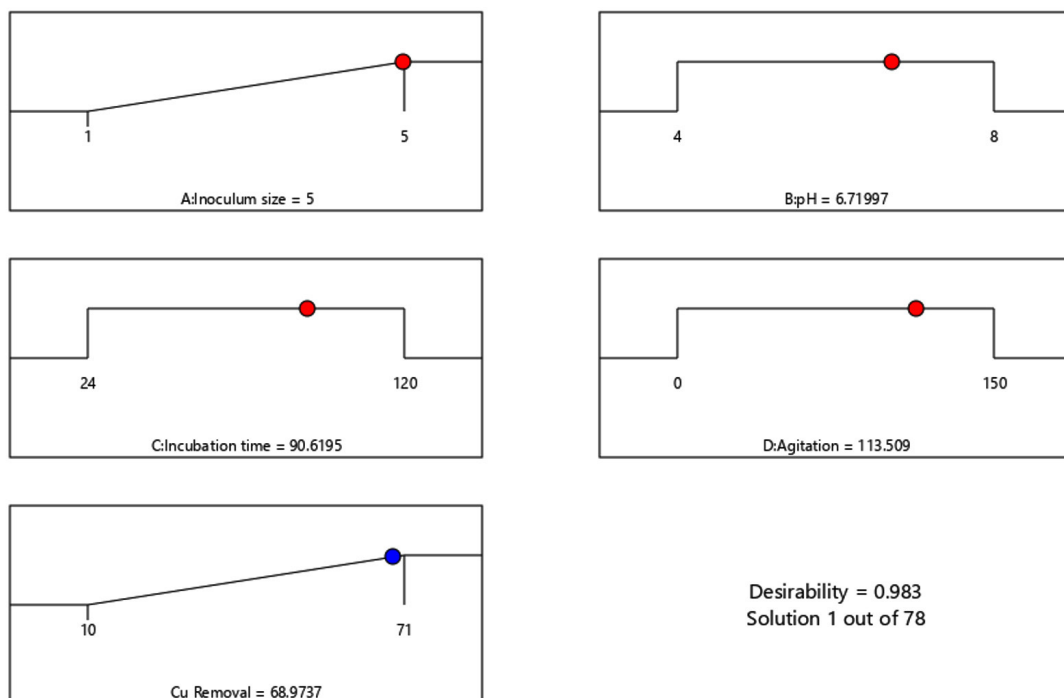 1
5
A:Inoculum size = 5
4
8
B:pH = 6.71997
24
120
C:Incubation time = 90.6195
0
150
D:Agitation = 113.509
10
71
Cu Removal = 68.9737
Desirability = 0.983
Solution 1 out of 78